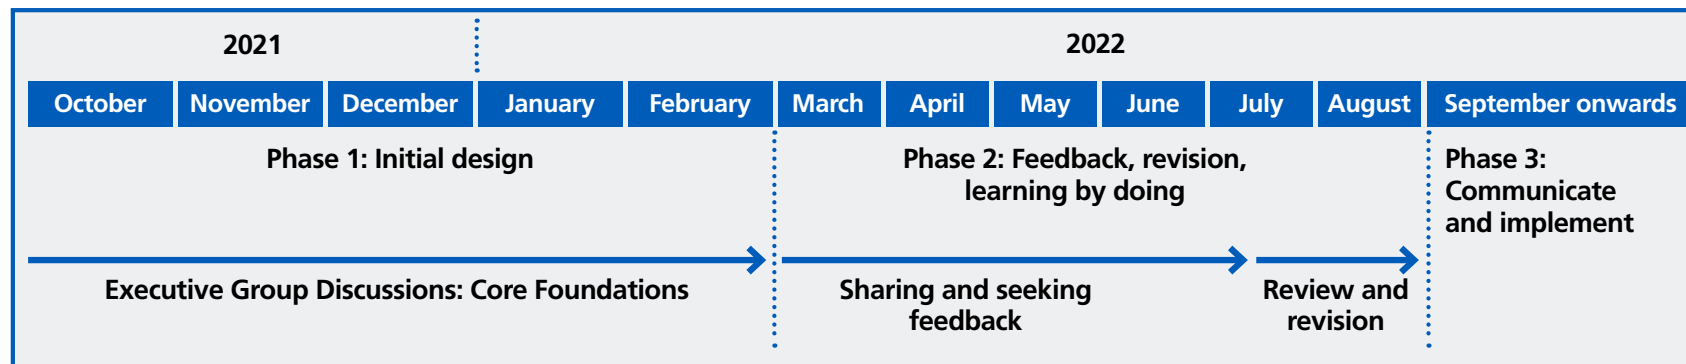 2021
2022
October November December January February March April May June July August September onwards
Phase 1: Initial design
Phase 2: Feedback, revision,
learning by doing
Phase 3:
Communicate
and implement
Executive Group Discussions: Core Foundations
Sharing and seeking
feedback
Review and
revision